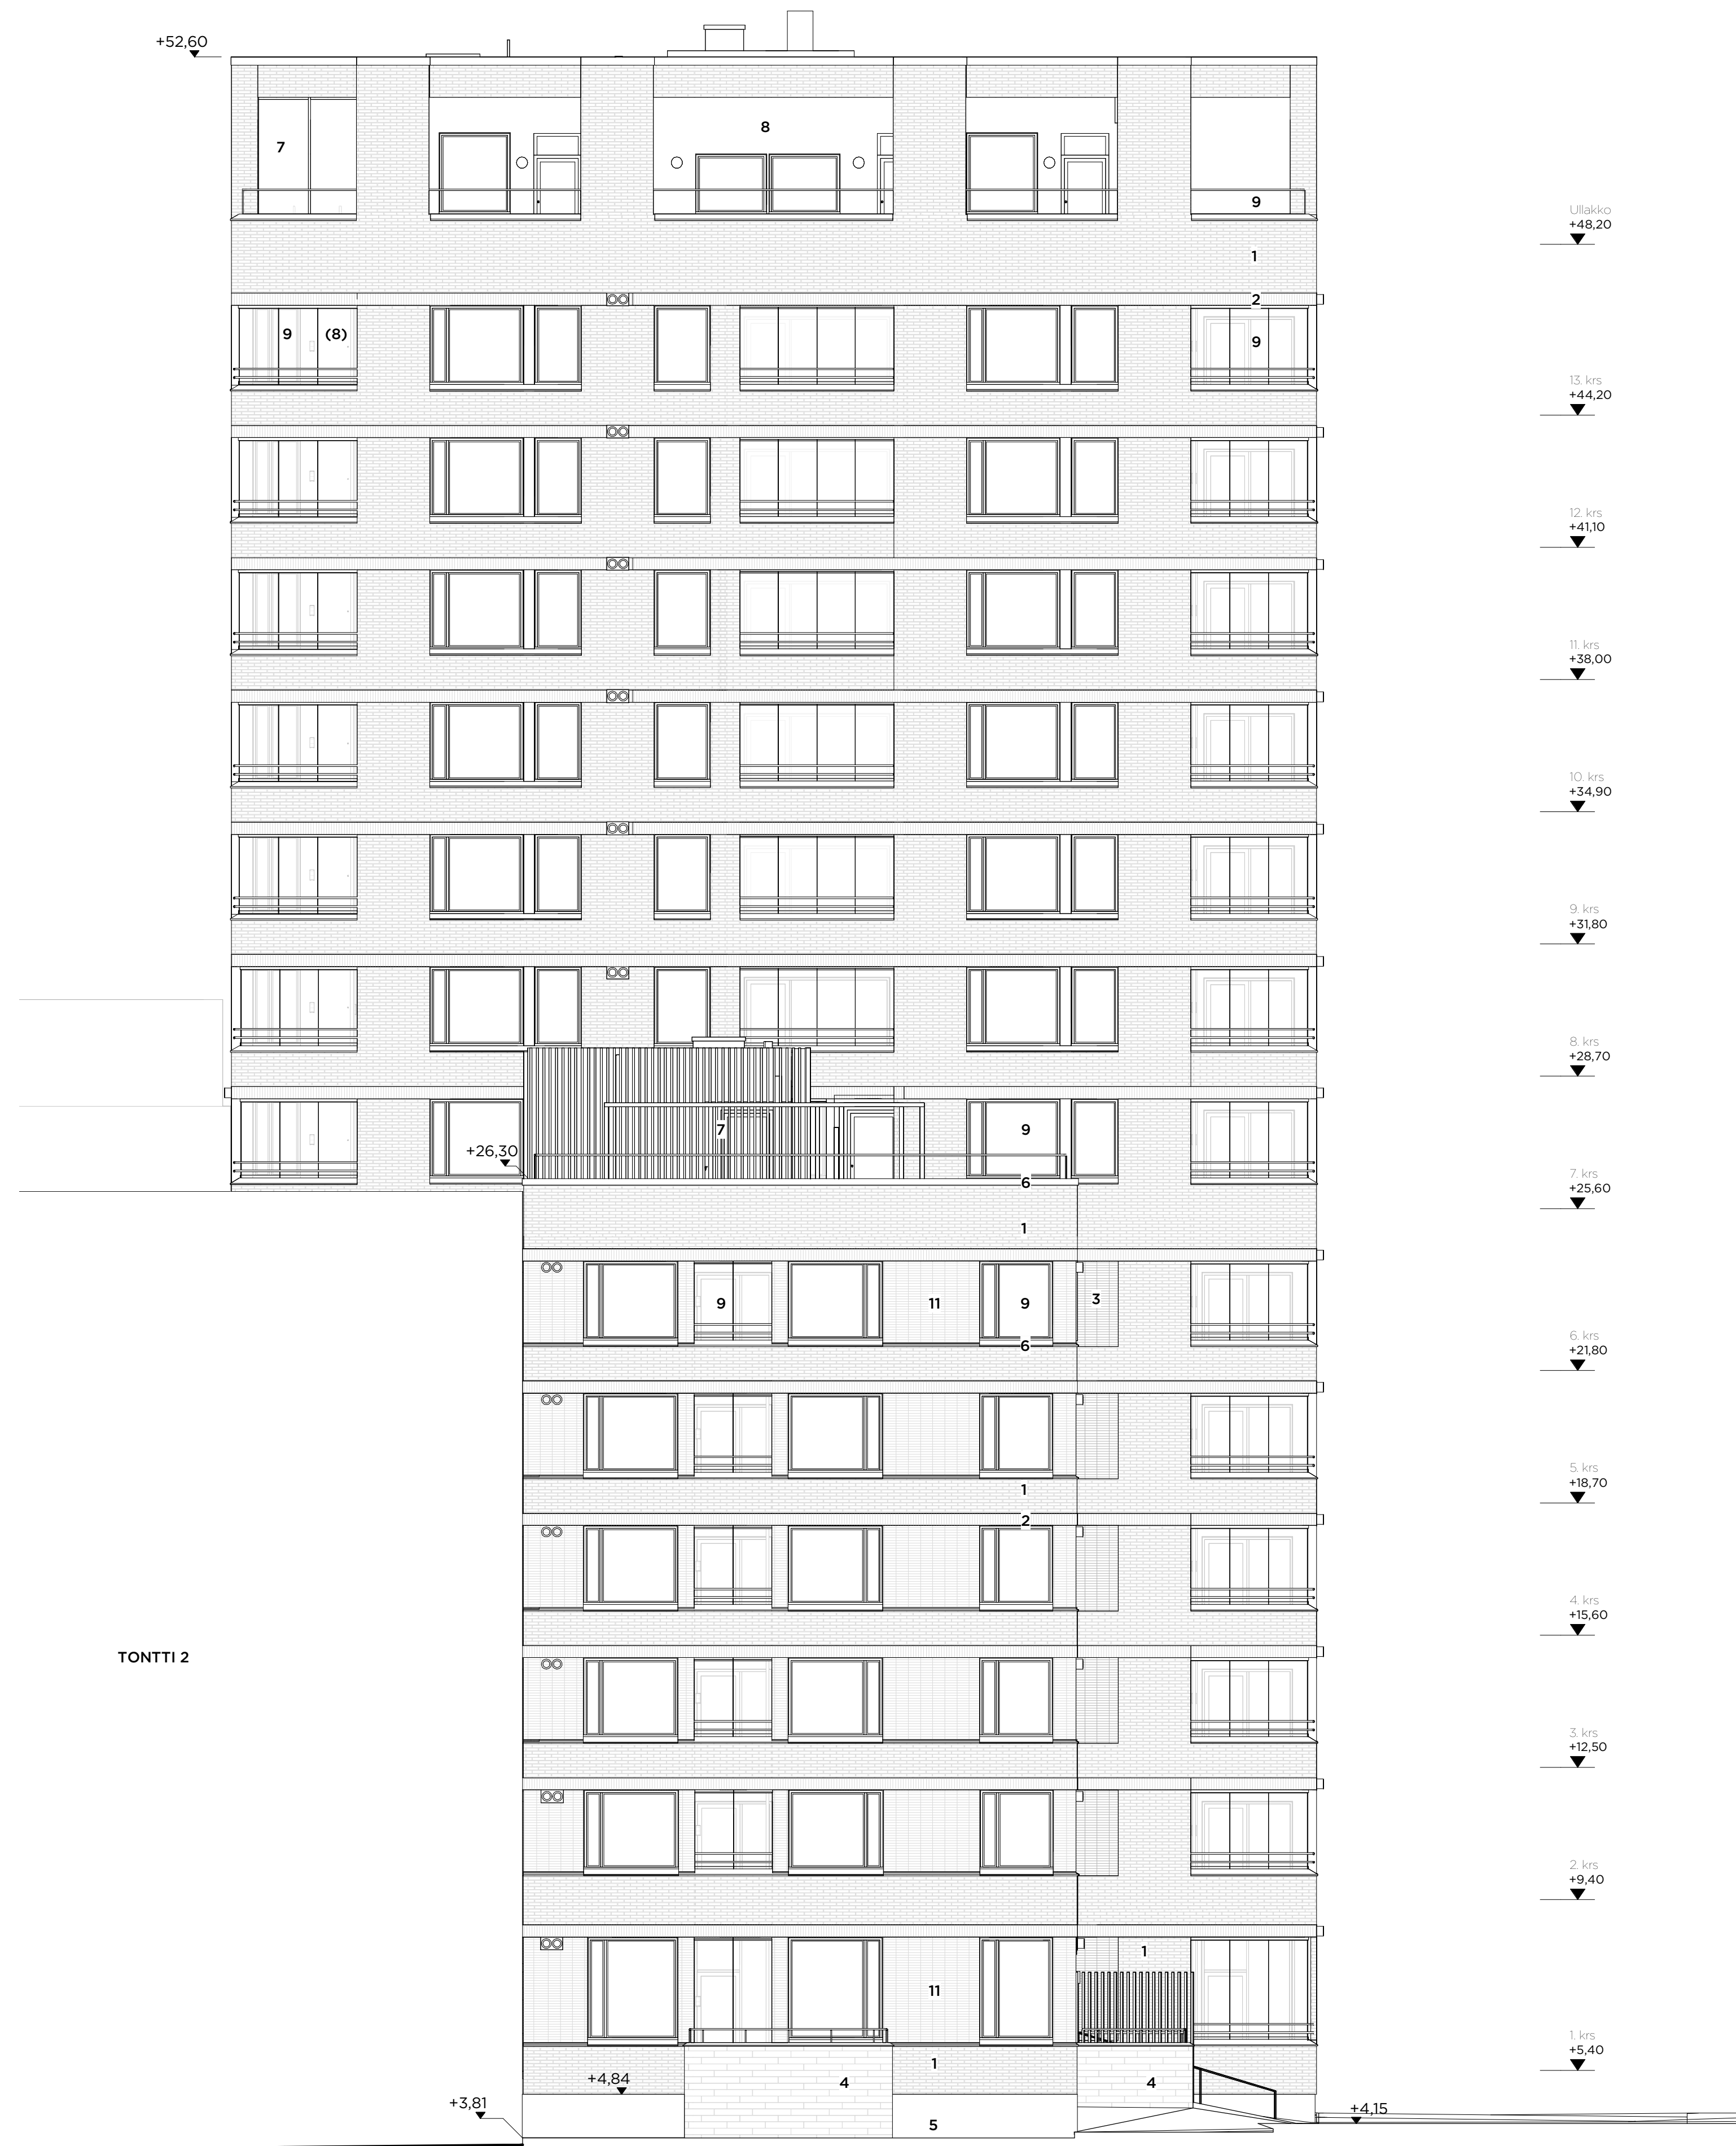 +52,60
8
7
9
Ullakko
+48,20
1
2
9
(8)
9
13. krs
+44,20
12. krs
+41,10
11. krs
+38,00
10. krs
+34,90
9. krs
+31,80
8. krs
+28,70
7
9
+26,30
6
7. krs
+25,60
1
9
11
9
3
6
6. krs
+21,80
5. krs
+18,70
1
2
4. krs
+15,60
TONTTI 2
3. krs
+12,50
2. krs
+9,40
1
11
1. krs
+5,40
1
+4,84
4
4
+3,81
+4,15
5